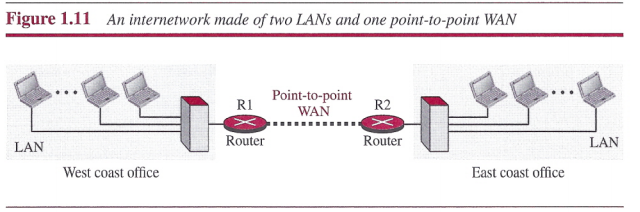 Figure 1.11 An internetwork made of two LANs and one point-to-point WAN
Point-to-point
WAN
R1
R2
Router
Router
LAN
LAN
West coast office
East coast office